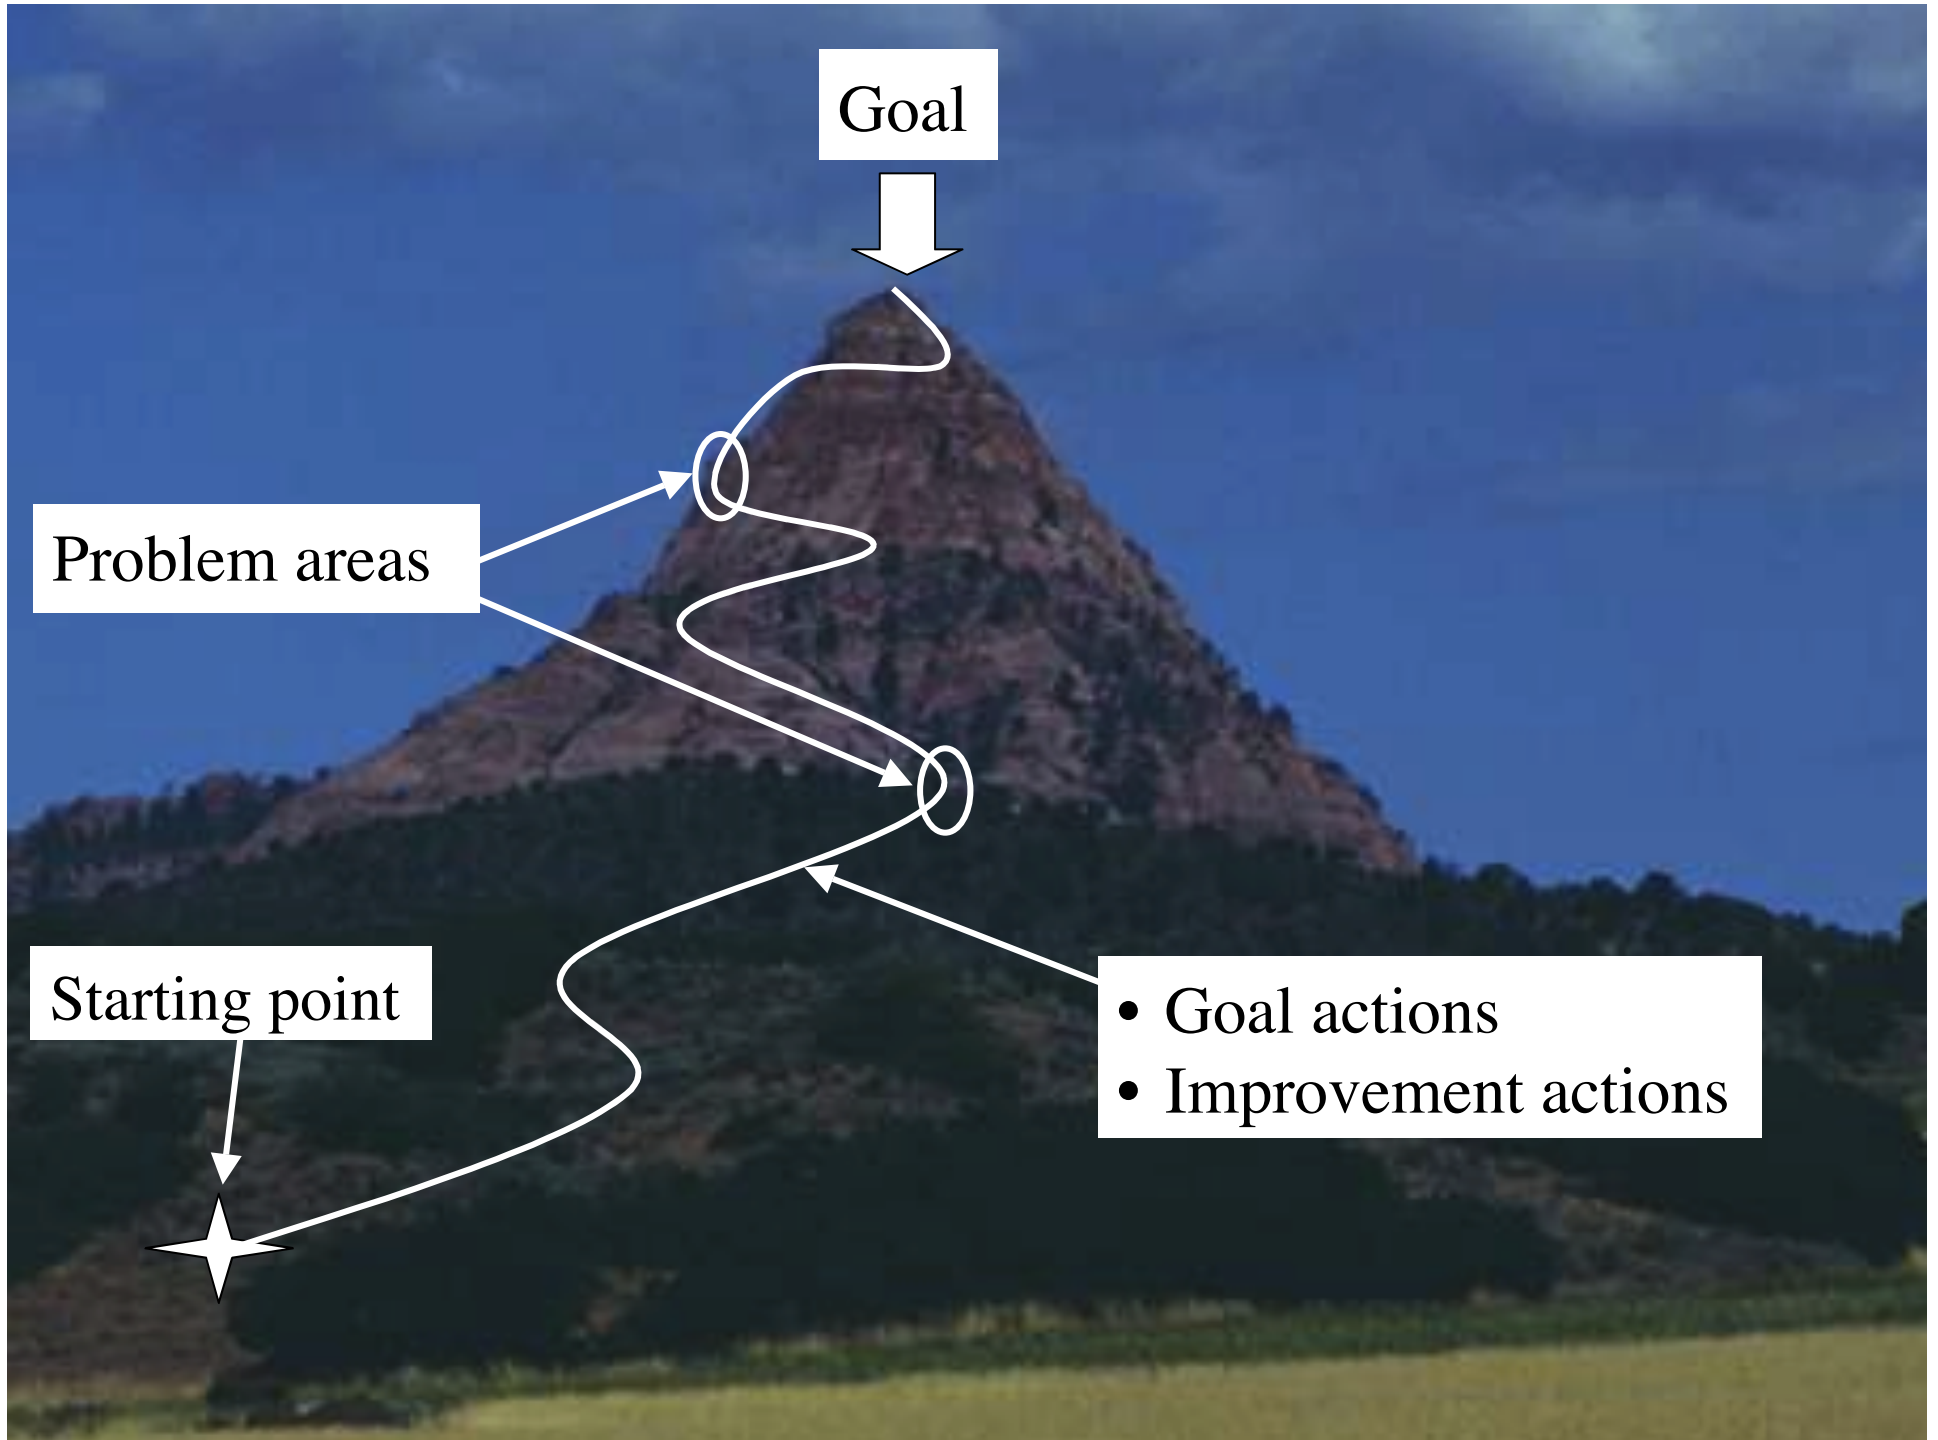 Goal
Problem areas
Starting point
• Goal actions
• Improvement actions